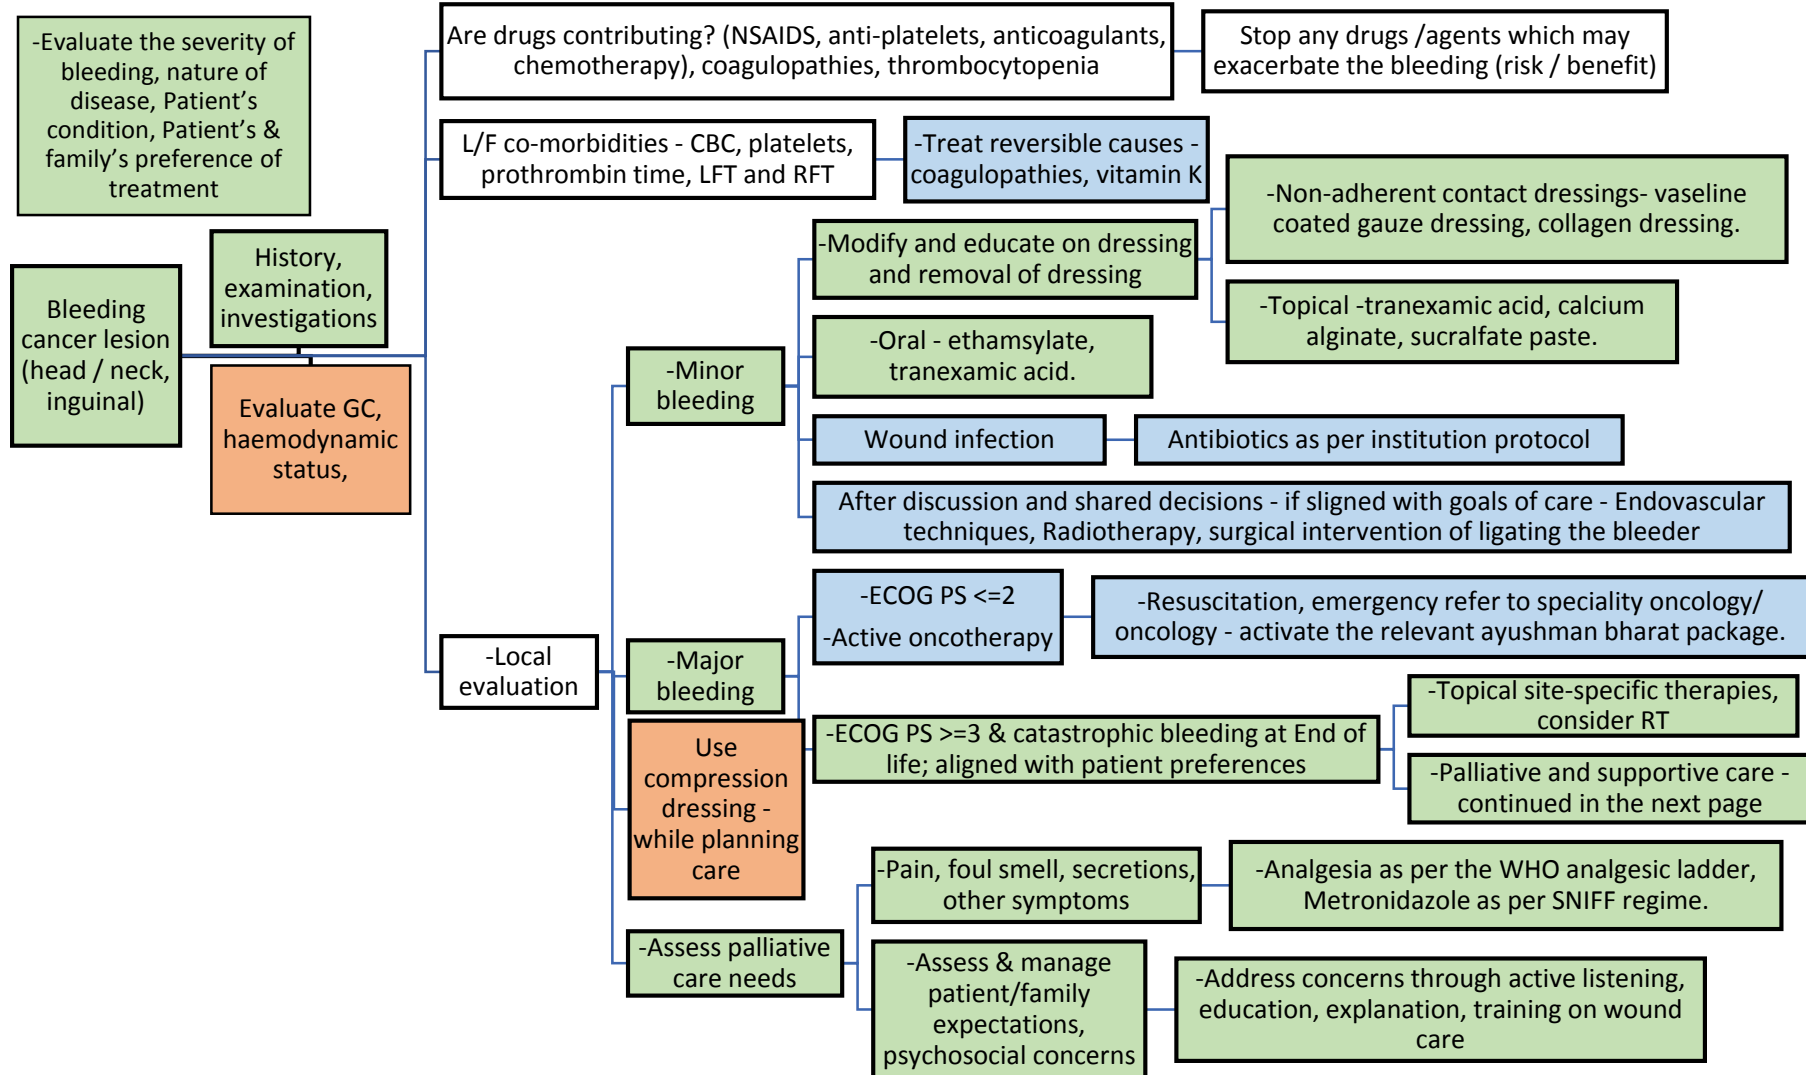 -Evaluate the severity of
bleeding, nature of
disease, Patient’s
condition, Patient’s &
family’s preference of
treatment
Bleeding
cancer lesion
(head / neck,
inguinal)
History,
examination,
investigations
Evaluate GC,
haemodynamic
status,
Are drugs contributing? (NSAIDS, anti-platelets, anticoagulants,
chemotherapy), coagulopathies, thrombocytopenia
Stop any drugs /agents which may
exacerbate the bleeding (risk / benefit)
L/F co-morbidities - CBC, platelets,
prothrombin time, LFT and RFT
-Treat reversible causes -
coagulopathies, vitamin K
-Local
evaluation
-Minor
bleeding
-Modify and educate on dressing
and removal of dressing
-Non-adherent contact dressings- vaseline
coated gauze dressing, collagen dressing.
-Topical -tranexamic acid, calcium
alginate, sucralfate paste.
-Oral - ethamsylate,
tranexamic acid.
Wound infection
Antibiotics as per institution protocol
After discussion and shared decisions - if sligned with goals of care - Endovascular
techniques, Radiotherapy, surgical intervention of ligating the bleeder
-Major
bleeding
Use
compression
dressing -
while planning
care
-ECOG PS <=2
-Active oncotherapy
-Resuscitation, emergency refer to speciality oncology/
oncology - activate the relevant ayushman bharat package.
-ECOG PS >=3 & catastrophic bleeding at End of
life; aligned with patient preferences
-Topical site-specific therapies,
consider RT
-Palliative and supportive care -
continued in the next page
-Assess palliative
care needs
-Pain, foul smell, secretions,
other symptoms
-Analgesia as per the WHO analgesic ladder,
Metronidazole as per SNIFF regime.
-Assess & manage
patient/family
expectations,
psychosocial concerns
-Address concerns through active listening,
education, explanation, training on wound
care